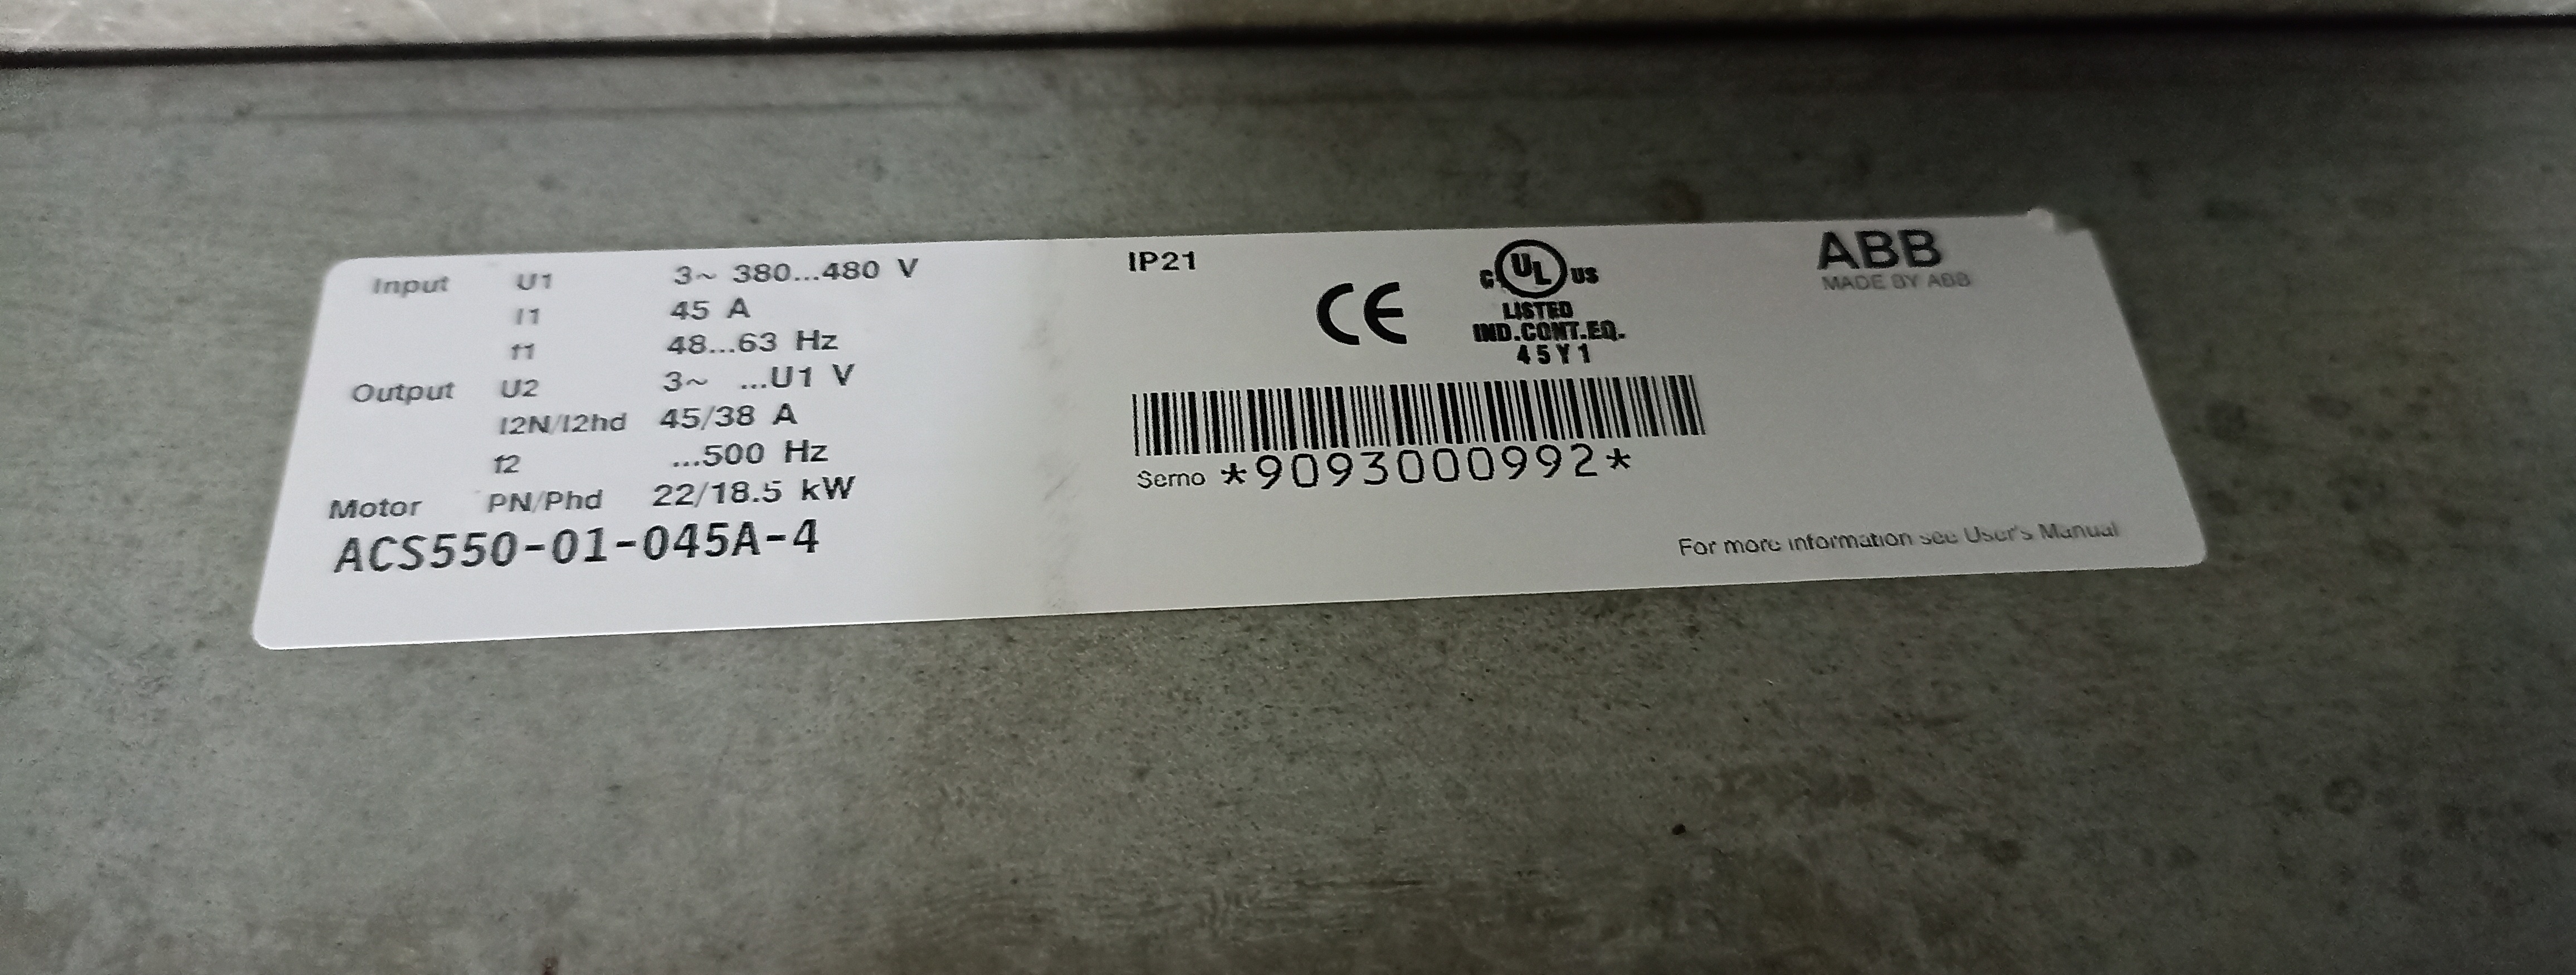 Input U1 3~ 380...480 V
I1 45 A
f1 48...63 Hz
Output U2 3~ ...U1 V
I2N/I2hd 45/38 A
f2 ...500 Hz
Motor PN/Phd 22/18.5 kW
ACS550-01-045A-4
IP21
CE
C UL US
LISTED
IND.CONT.EQ.
45Y1
Serno *9093000992*
ABB
MADE BY ABB
For more information see User's Manual